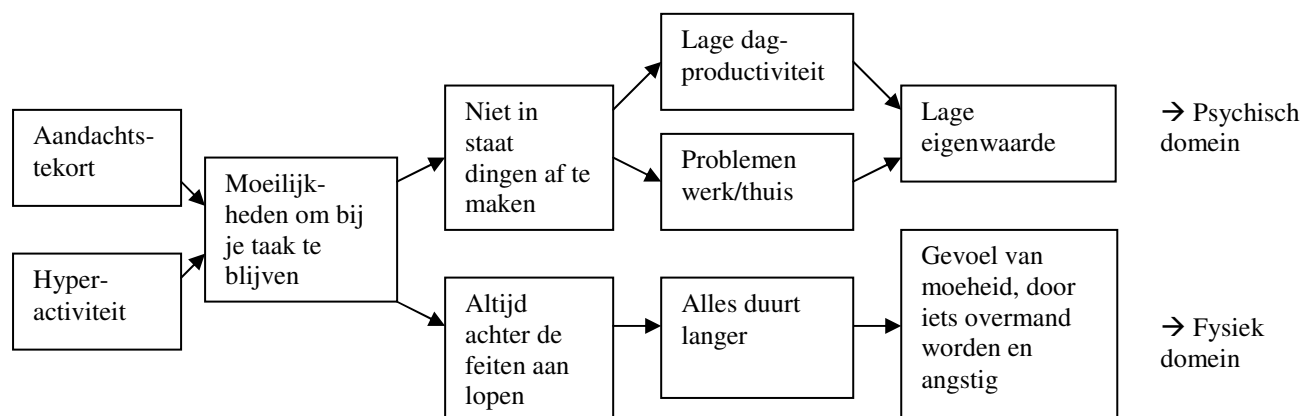 Aandachts-
tekort
Hyper-
activiteit
Moeilijk-
heden om bij
je taak te
blijven
Niet in
staat
dingen af te
maken
Altijd
achter de
feiten aan
lopen
Lage dag-
productiviteit
Problemen
werk/thuis
Alles duurt
langer
Lage
eigenwaarde
Gevoel van
moeheid, door
iets overmand
worden en
angstig
→ Psychisch
domein
→ Fysiek
domein